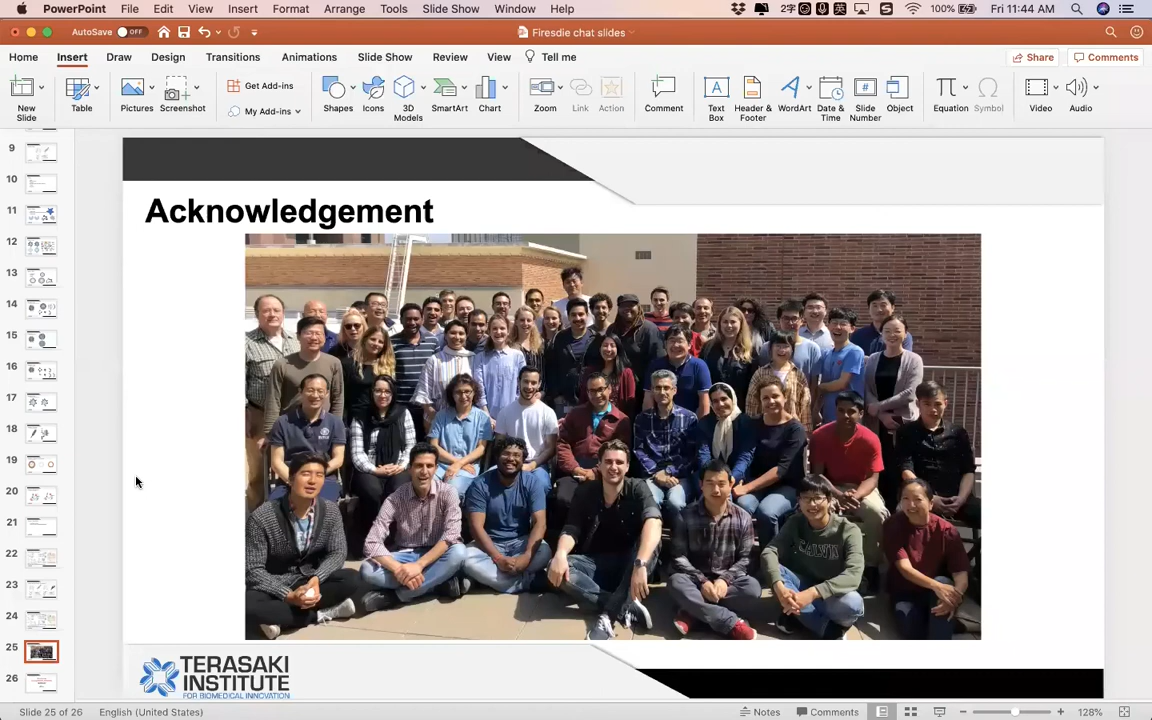 PowerPoint File Edit View Insert Format Arrange Tools Slide Show Window Help 2字 英 100% Fri 11:44 AM
AutoSave OFF Firesdie chat slides
Home Insert Draw Design Transitions Animations Slide Show Review View Tell me Share Comments
New Slide
Table
Pictures
Screenshot
Get Add-ins
My Add-ins
Shapes
Icons
3D Models
SmartArt
Chart
Zoom
Link
Action
Comment
Text Box
Header & Footer
WordArt
Date & Time
Slide Number
Object
Equation
Symbol
Video
Audio
9
10
11
12
13
14
15
16
17
18
19
20
21
22
23
24
25
26
Acknowledgement
CALVIN
TERASAKI
INSTITUTE
FOR BIOMEDICAL INNOVATION
Slide 25 of 26 English (United States) Notes Comments 128%